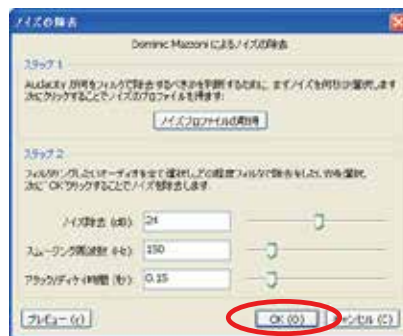 ノイズの除去
Dominic Mazzoni によるノイズの除去
ステップ 1
Audacity が何をフィルタで除去するべきかを判断するために、まずノイズを何秒か選択します
次にクリックすることでノイズのプロファイルを得ます:
ノイズプロファイルの取得
ステップ 2
フィルタリングしたいオーディオを全て選択し、どの程度フィルタで除去をしたいかを選択、
次に 'OK'をクリックすることでノイズを除去します.
ノイズ除去 (dB): 24
スムージング周波数 (Hz): 150
アタック/ディケイ時間 (秒): 0.15
プレビュー (r) OK (O) キャンセル (C)